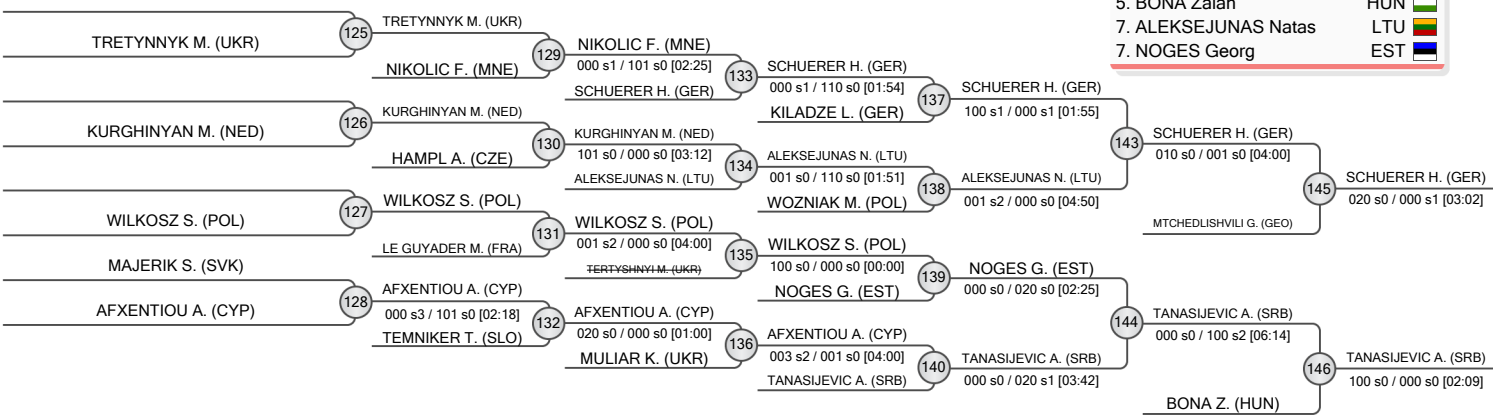 5. BONA Zalan HUN
7. ALEKSEJUNAS Natas LTU
7. NOGES Georg EST
TRETYNNYK M. (UKR)
125
TRETYNNYK M. (UKR)
NIKOLIC F. (MNE)
129
NIKOLIC F. (MNE)
000 s1 / 101 s0 [02:25]
SCHUERER H. (GER)
133
SCHUERER H. (GER)
000 s1 / 110 s0 [01:54]
KILADZE L. (GER)
137
SCHUERER H. (GER)
100 s1 / 000 s1 [01:55]
KURGHINYAN M. (NED)
126
KURGHINYAN M. (NED)
HAMPL A. (CZE)
130
KURGHINYAN M. (NED)
101 s0 / 000 s0 [03:12]
ALEKSEJUNAS N. (LTU)
134
ALEKSEJUNAS N. (LTU)
001 s0 / 110 s0 [01:51]
WOZNIAK M. (POL)
138
ALEKSEJUNAS N. (LTU)
001 s2 / 000 s0 [04:50]
143
SCHUERER H. (GER)
010 s0 / 001 s0 [04:00]
MTCHEDLISHVILI G. (GEO)
145
SCHUERER H. (GER)
020 s0 / 000 s1 [03:02]
WILKOSZ S. (POL)
127
WILKOSZ S. (POL)
LE GUYADER M. (FRA)
131
WILKOSZ S. (POL)
001 s2 / 000 s0 [04:00]
TERTYSHNYI M. (UKR)
135
WILKOSZ S. (POL)
100 s0 / 000 s0 [00:00]
NOGES G. (EST)
139
NOGES G. (EST)
000 s0 / 020 s0 [02:25]
MAJERIK S. (SVK)
AFXENTIOU A. (CYP)
128
AFXENTIOU A. (CYP)
000 s3 / 101 s0 [02:18]
TEMNIKER T. (SLO)
132
AFXENTIOU A. (CYP)
020 s0 / 000 s0 [01:00]
MULIAR K. (UKR)
136
AFXENTIOU A. (CYP)
003 s2 / 001 s0 [04:00]
TANASIJEVIC A. (SRB)
140
TANASIJEVIC A. (SRB)
000 s0 / 020 s1 [03:42]
144
TANASIJEVIC A. (SRB)
000 s0 / 100 s2 [06:14]
BONA Z. (HUN)
146
TANASIJEVIC A. (SRB)
100 s0 / 000 s0 [02:09]